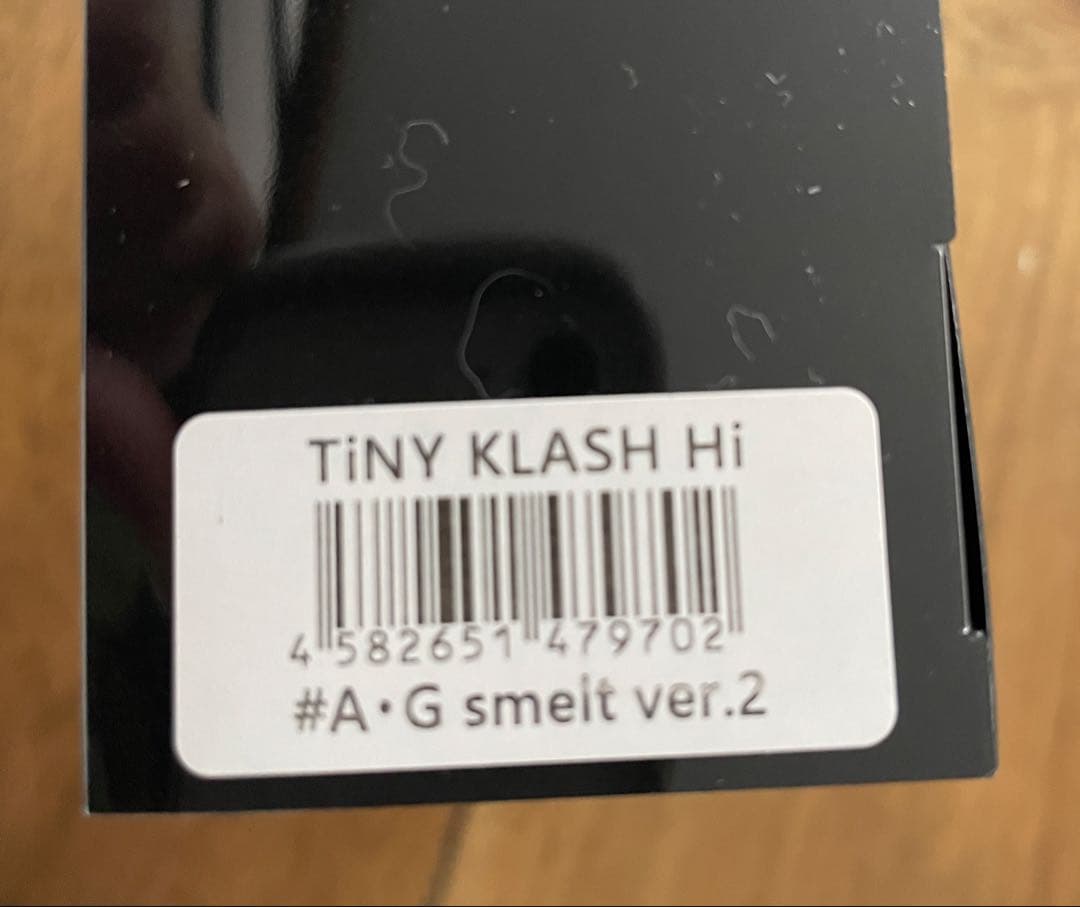 TiNY KLASH Hi
4 582651 479702
#A・G smelt ver.2